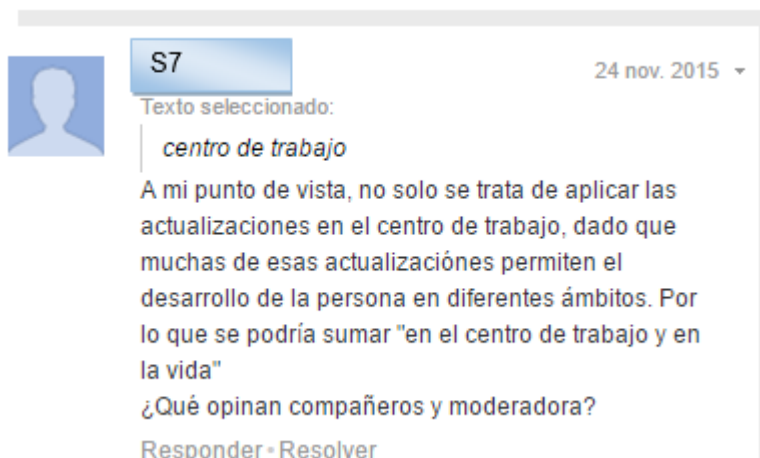 S7
24 nov. 2015
Texto seleccionado:
centro de trabajo
A mi punto de vista, no solo se trata de aplicar las
actualizaciones en el centro de trabajo, dado que
muchas de esas actualizaciónes permiten el
desarrollo de la persona en diferentes ámbitos. Por
lo que se podría sumar "en el centro de trabajo y en
la vida"
¿Qué opinan compañeros y moderadora?
Responder • Resolver